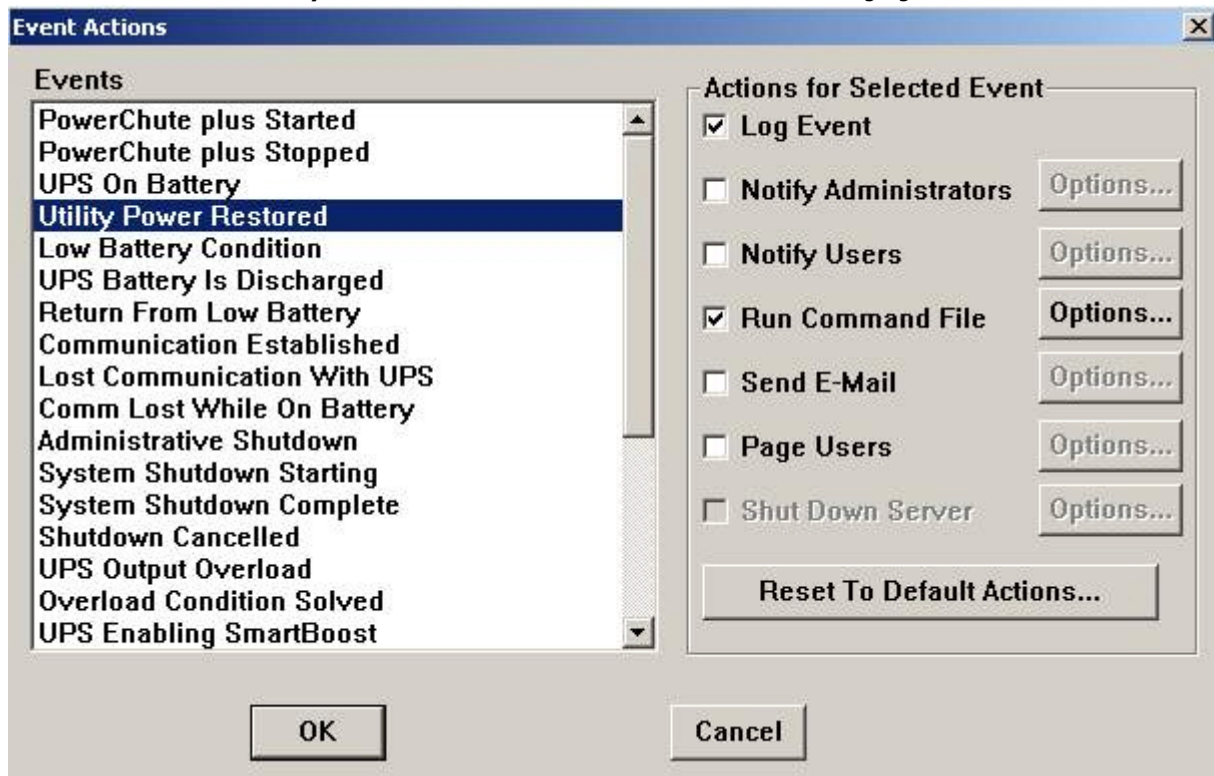 Event Actions
Events
PowerChute plus Started
PowerChute plus Stopped
UPS On Battery
Utility Power Restored
Low Battery Condition
UPS Battery Is Discharged
Return From Low Battery
Communication Established
Lost Communication With UPS
Comm Lost While On Battery
Administrative Shutdown
System Shutdown Starting
System Shutdown Complete
Shutdown Cancelled
UPS Output Overload
Overload Condition Solved
UPS Enabling SmartBoost
Actions for Selected Event
Log Event
Notify Administrators Options...
Notify Users Options...
Run Command File Options...
Send E-Mail Options...
Page Users Options...
Shut Down Server Options...
Reset To Default Actions...
OK
Cancel